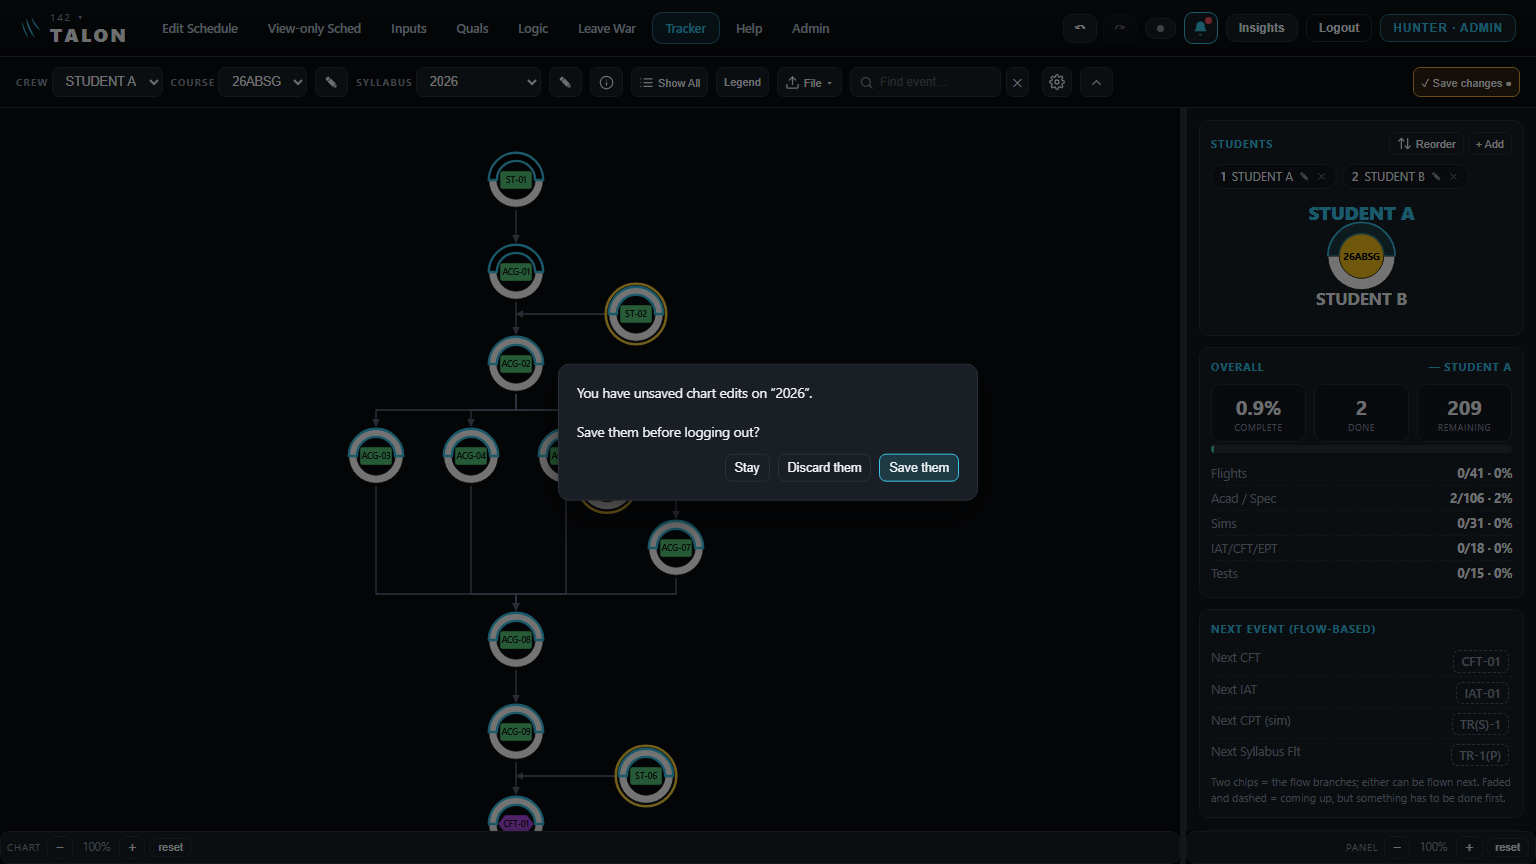 142
TALON
Edit Schedule
View-only Sched
Inputs
Quals
Logic
Leave War
Tracker
Help
Admin
Insights
Logout
HUNTER · ADMIN
CREW
STUDENT A
COURSE
26ABSG
SYLLABUS
2026
Show All
Legend
File
Find event...
✓ Save changes ●
ST-01
ACG-01
ST-02
ACG-02
ACG-03
ACG-04
ACG-07
ACG-08
ACG-09
ST-06
CFT-01
You have unsaved chart edits on “2026”.
Save them before logging out?
Stay
Discard them
Save them
STUDENTS
Reorder
+ Add
1 STUDENT A
2 STUDENT B
STUDENT A
26ABSG
STUDENT B
OVERALL
— STUDENT A
0.9%
COMPLETE
2
DONE
209
REMAINING
Flights
0/41 · 0%
Acad / Spec
2/106 · 2%
Sims
0/31 · 0%
IAT/CFT/EPT
0/18 · 0%
Tests
0/15 · 0%
NEXT EVENT (FLOW-BASED)
Next CFT
CFT-01
Next IAT
IAT-01
Next CPT (sim)
TR(S)-1
Next Syllabus Flt
TR-1(P)
Two chips = the flow branches; either can be flown next. Faded
and dashed = coming up, but something has to be done first.
CHART
− 100% +
reset
PANEL
− 100% +
reset